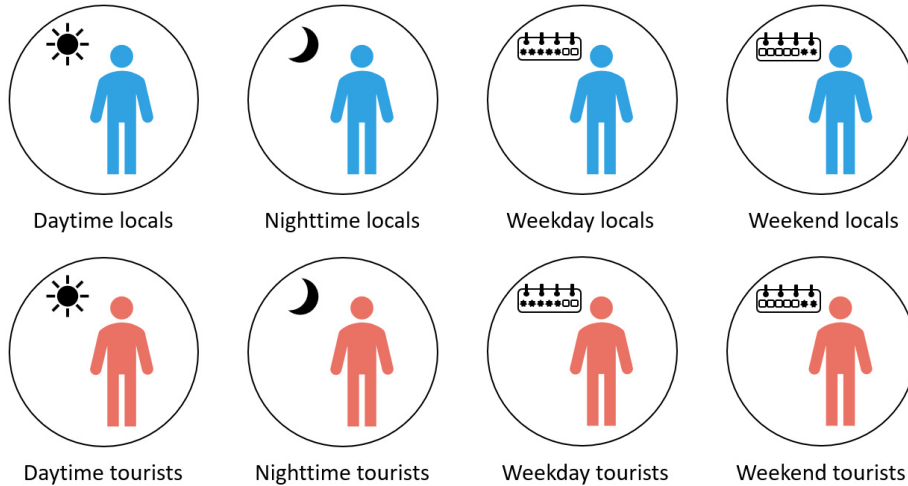 Daytime locals
Nighttime locals
Weekday locals
Weekend locals
Daytime tourists
Nighttime tourists
Weekday tourists
Weekend tourists